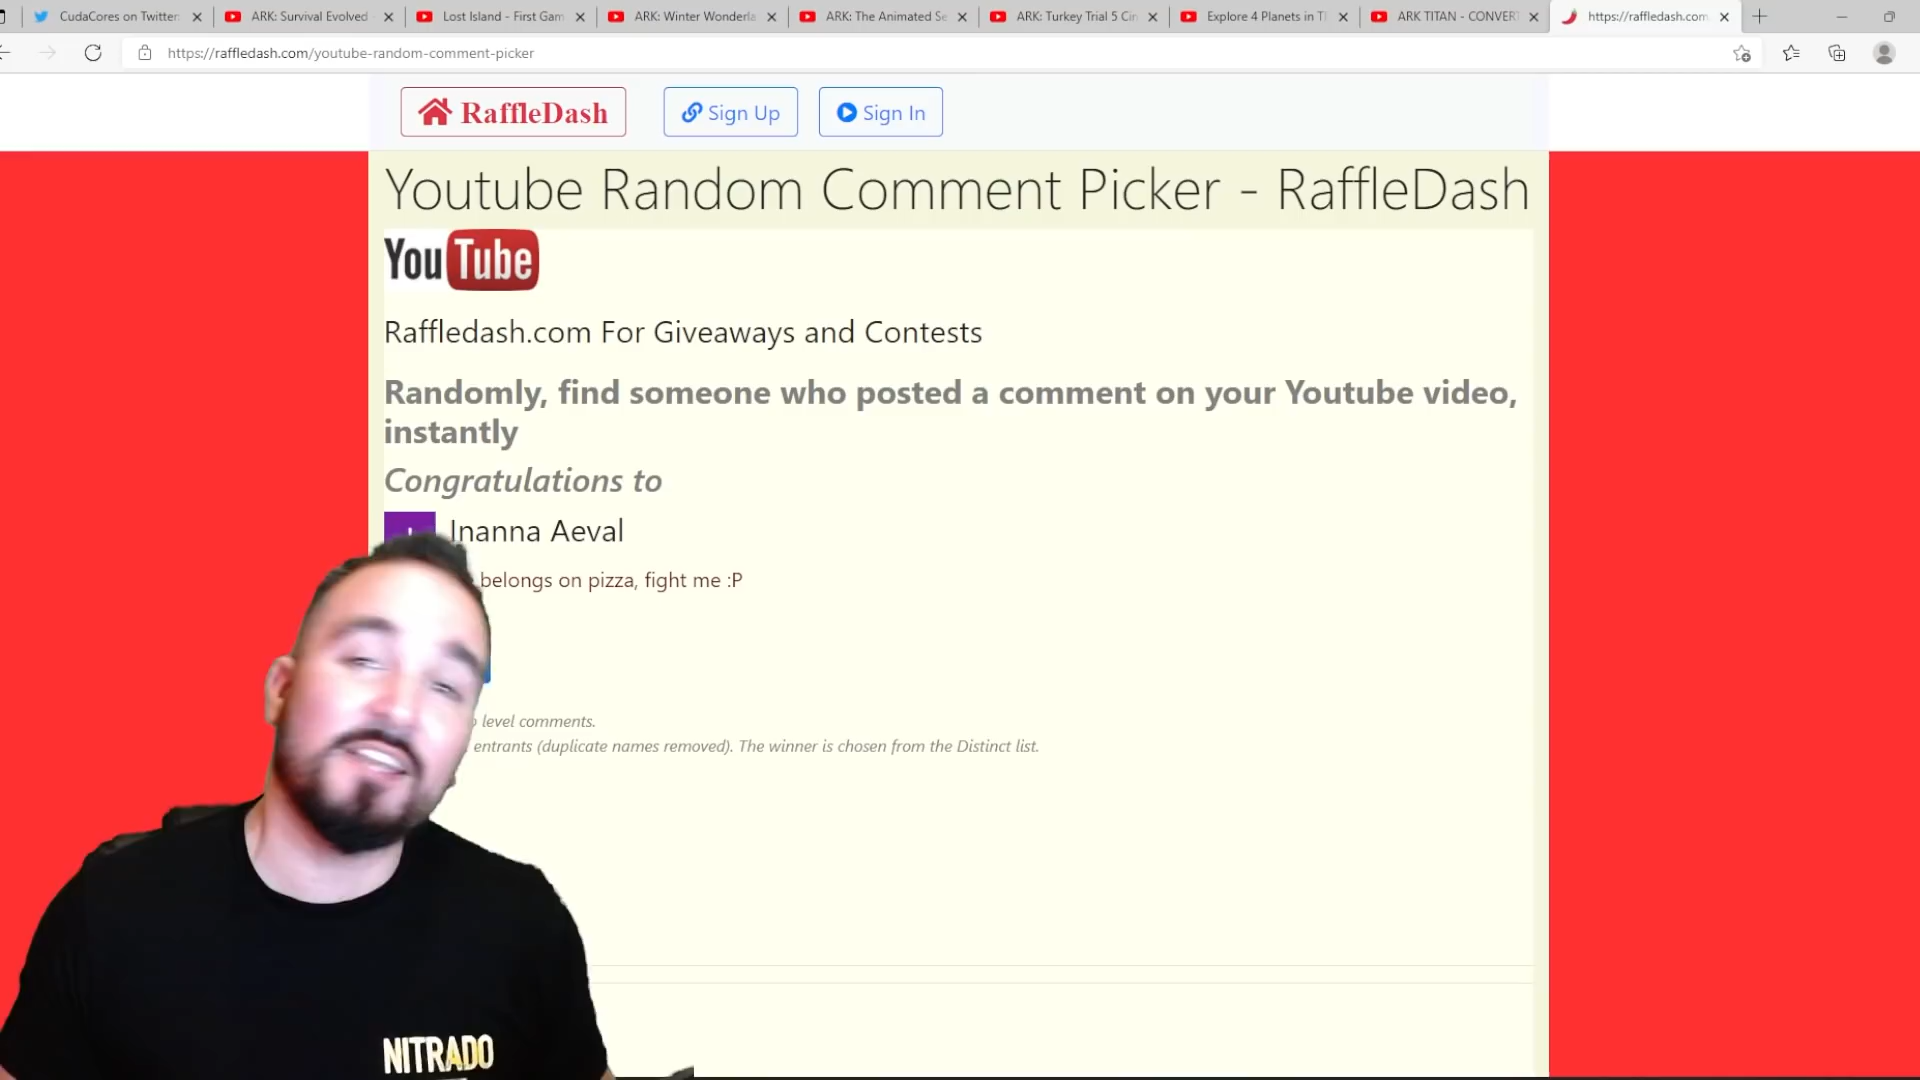 CudaCores on Twitter:
ARK: Survival Evolved
Lost Island - First Gam
ARK: Winter Wonderla
ARK: The Animated Se
ARK: Turkey Trial 5 Cin
Explore 4 Planets in Th
ARK TITAN - CONVERT
https://raffledash.com
https://raffledash.com/youtube-random-comment-picker
RaffleDash
Sign Up
Sign In
Youtube Random Comment Picker - RaffleDash
YouTube
Raffledash.com For Giveaways and Contests
Randomly, find someone who posted a comment on your Youtube video,
instantly
Congratulations to
I
Inanna Aeval
belongs on pizza, fight me :P
level comments.
entrants (duplicate names removed). The winner is chosen from the Distinct list.
NITRADO